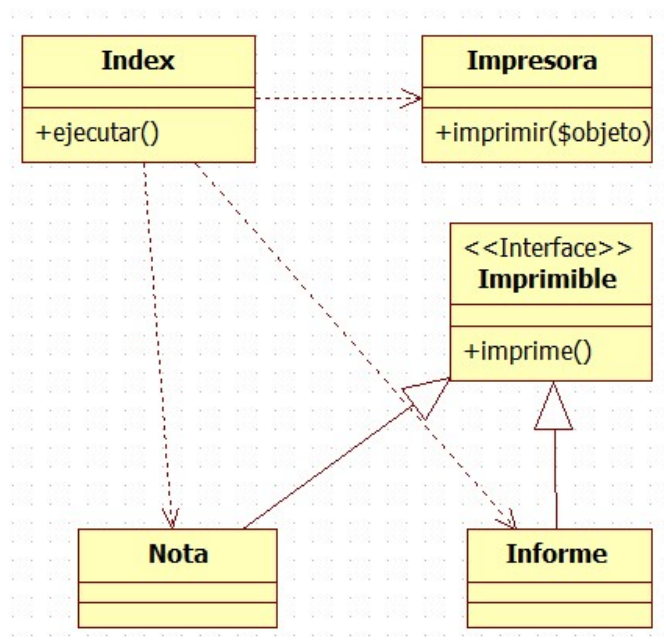 Index
+ejecutar()
Impresora
+imprimir($objeto)
<<Interface>>
Imprimible
+imprime()
Nota
Informe